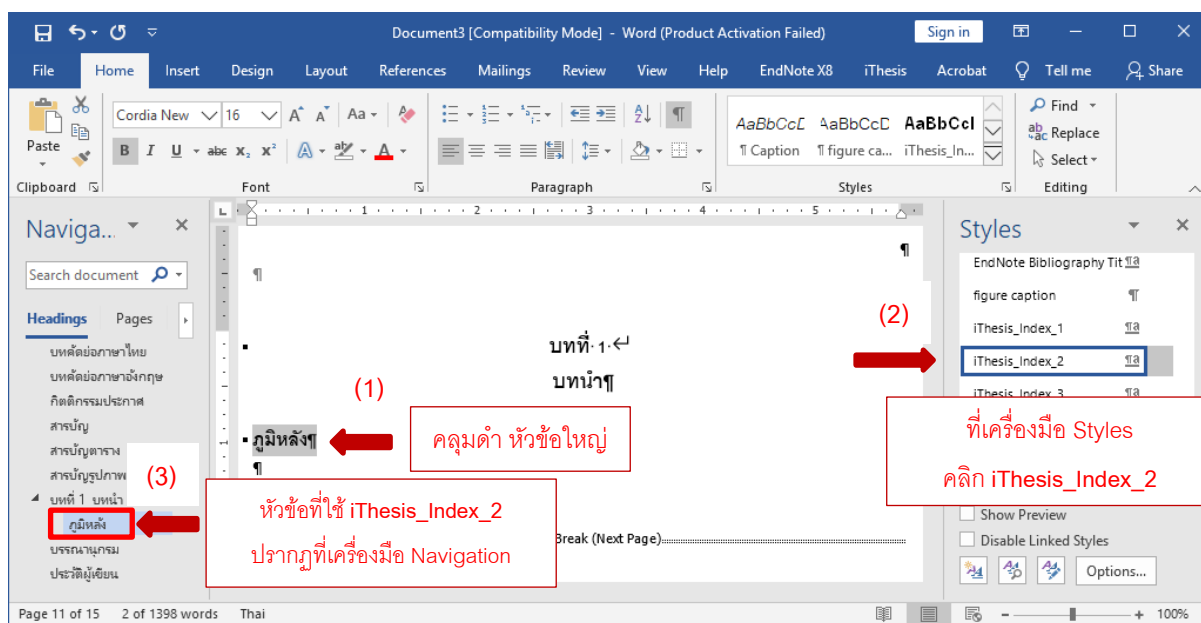 Document3 [Compatibility Mode] - Word (Product Activation Failed)
Sign in
File Home Insert Design Layout References Mailings Review View Help EndNote X8 iThesis Acrobat Tell me Share
Cordia New 16
Paste
Clipboard
Font
Paragraph
AaBbCcD AaBbCcD AaBbCcI
¶ Caption ¶ figure ca... iThesis_In...
Styles
Find
Replace
Select
Editing
Naviga...
Search document
Headings Pages
บทคัดย่อภาษาไทย
บทคัดย่อภาษาอังกฤษ
กิตติกรรมประกาศ
สารบัญ
สารบัญตาราง
สารบัญรูปภาพ
บทที่ 1 บทนำ
ภูมิหลัง
บรรณานุกรม
ประวัติผู้เขียน
(3)
1 2 3 4 5
บทที่ 1
บทนำ¶
(1)
ภูมิหลัง¶
คลุมดำ หัวข้อใหญ่
หัวข้อที่ใช้ iThesis_Index_2
ปรากฏที่เครื่องมือ Navigation
Break (Next Page)
Styles
EndNote Bibliography Tit
figure caption
iThesis_Index_1
(2)
iThesis_Index_2
iThesis_Index_3
ที่เครื่องมือ Styles
คลิก iThesis_Index_2
Show Preview
Disable Linked Styles
Options...
Page 11 of 15 2 of 1398 words Thai
100%